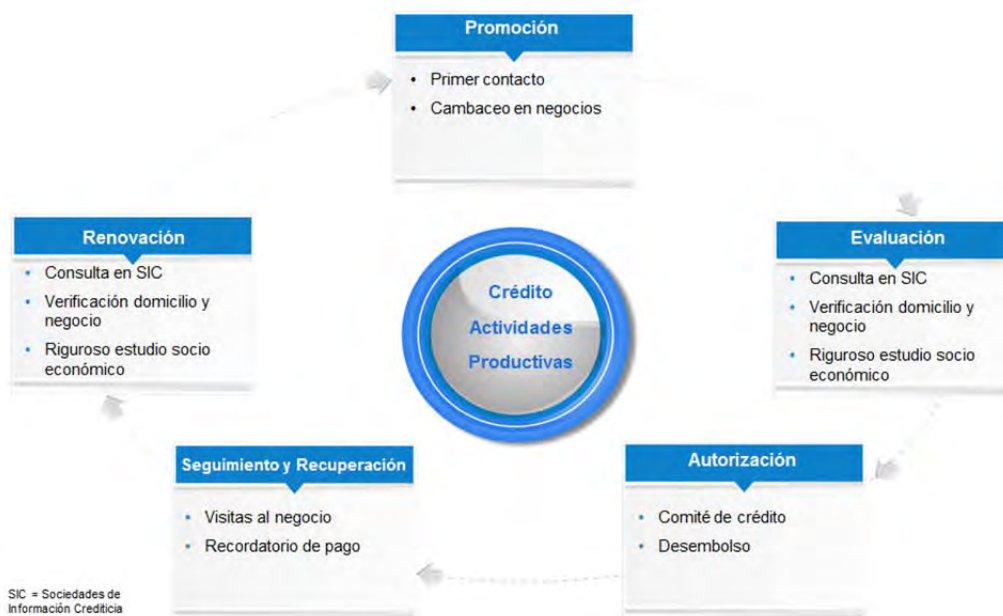 Promoción
• Primer contacto
• Cambaceo en negocios
Renovación
• Consulta en SIC
• Verificación domicilio y
negocio
• Riguroso estudio socio
económico
Crédito
Actividades
Productivas
Evaluación
• Consulta en SIC
• Verificación domicilio y
negocio
• Riguroso estudio socio
económico
Seguimiento y Recuperación
• Visitas al negocio
• Recordatorio de pago
Autorización
• Comité de crédito
• Desembolso
SIC = Sociedades de
Información Crediticia